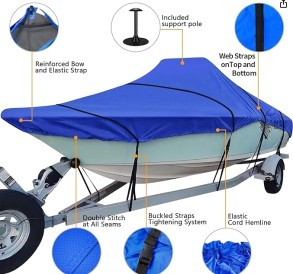 Included
support pole
Reinforced Bow
and Elastic Strap
Web Straps
onTop and
Bottom
Double Stitch
at All Seams
Buckled Straps
Tightening System
Elastic
Cord Hemline